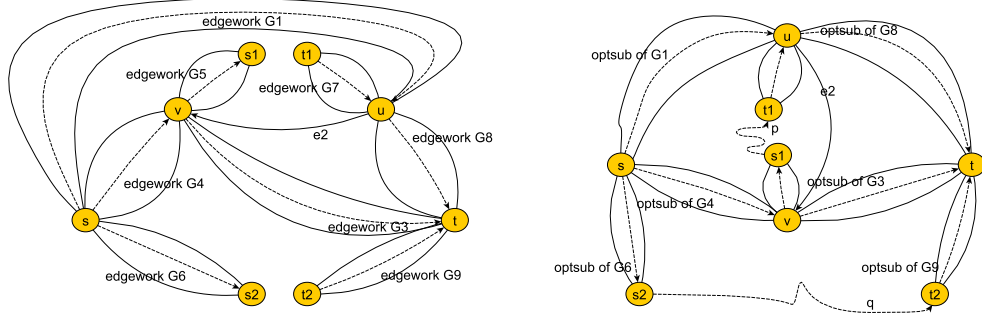 edgework G1
s1
t1
edgework G5
edgework G7
v
u
e2
edgework G8
edgework G4
s
t
edgework G3
edgework G6
edgework G9
s2
t2
u
optsub of G1
optsub of G8
e2
t1
p
s1
s
t
optsub of G3
optsub of G4
v
optsub of G6
optsub of G9
s2
t2
q